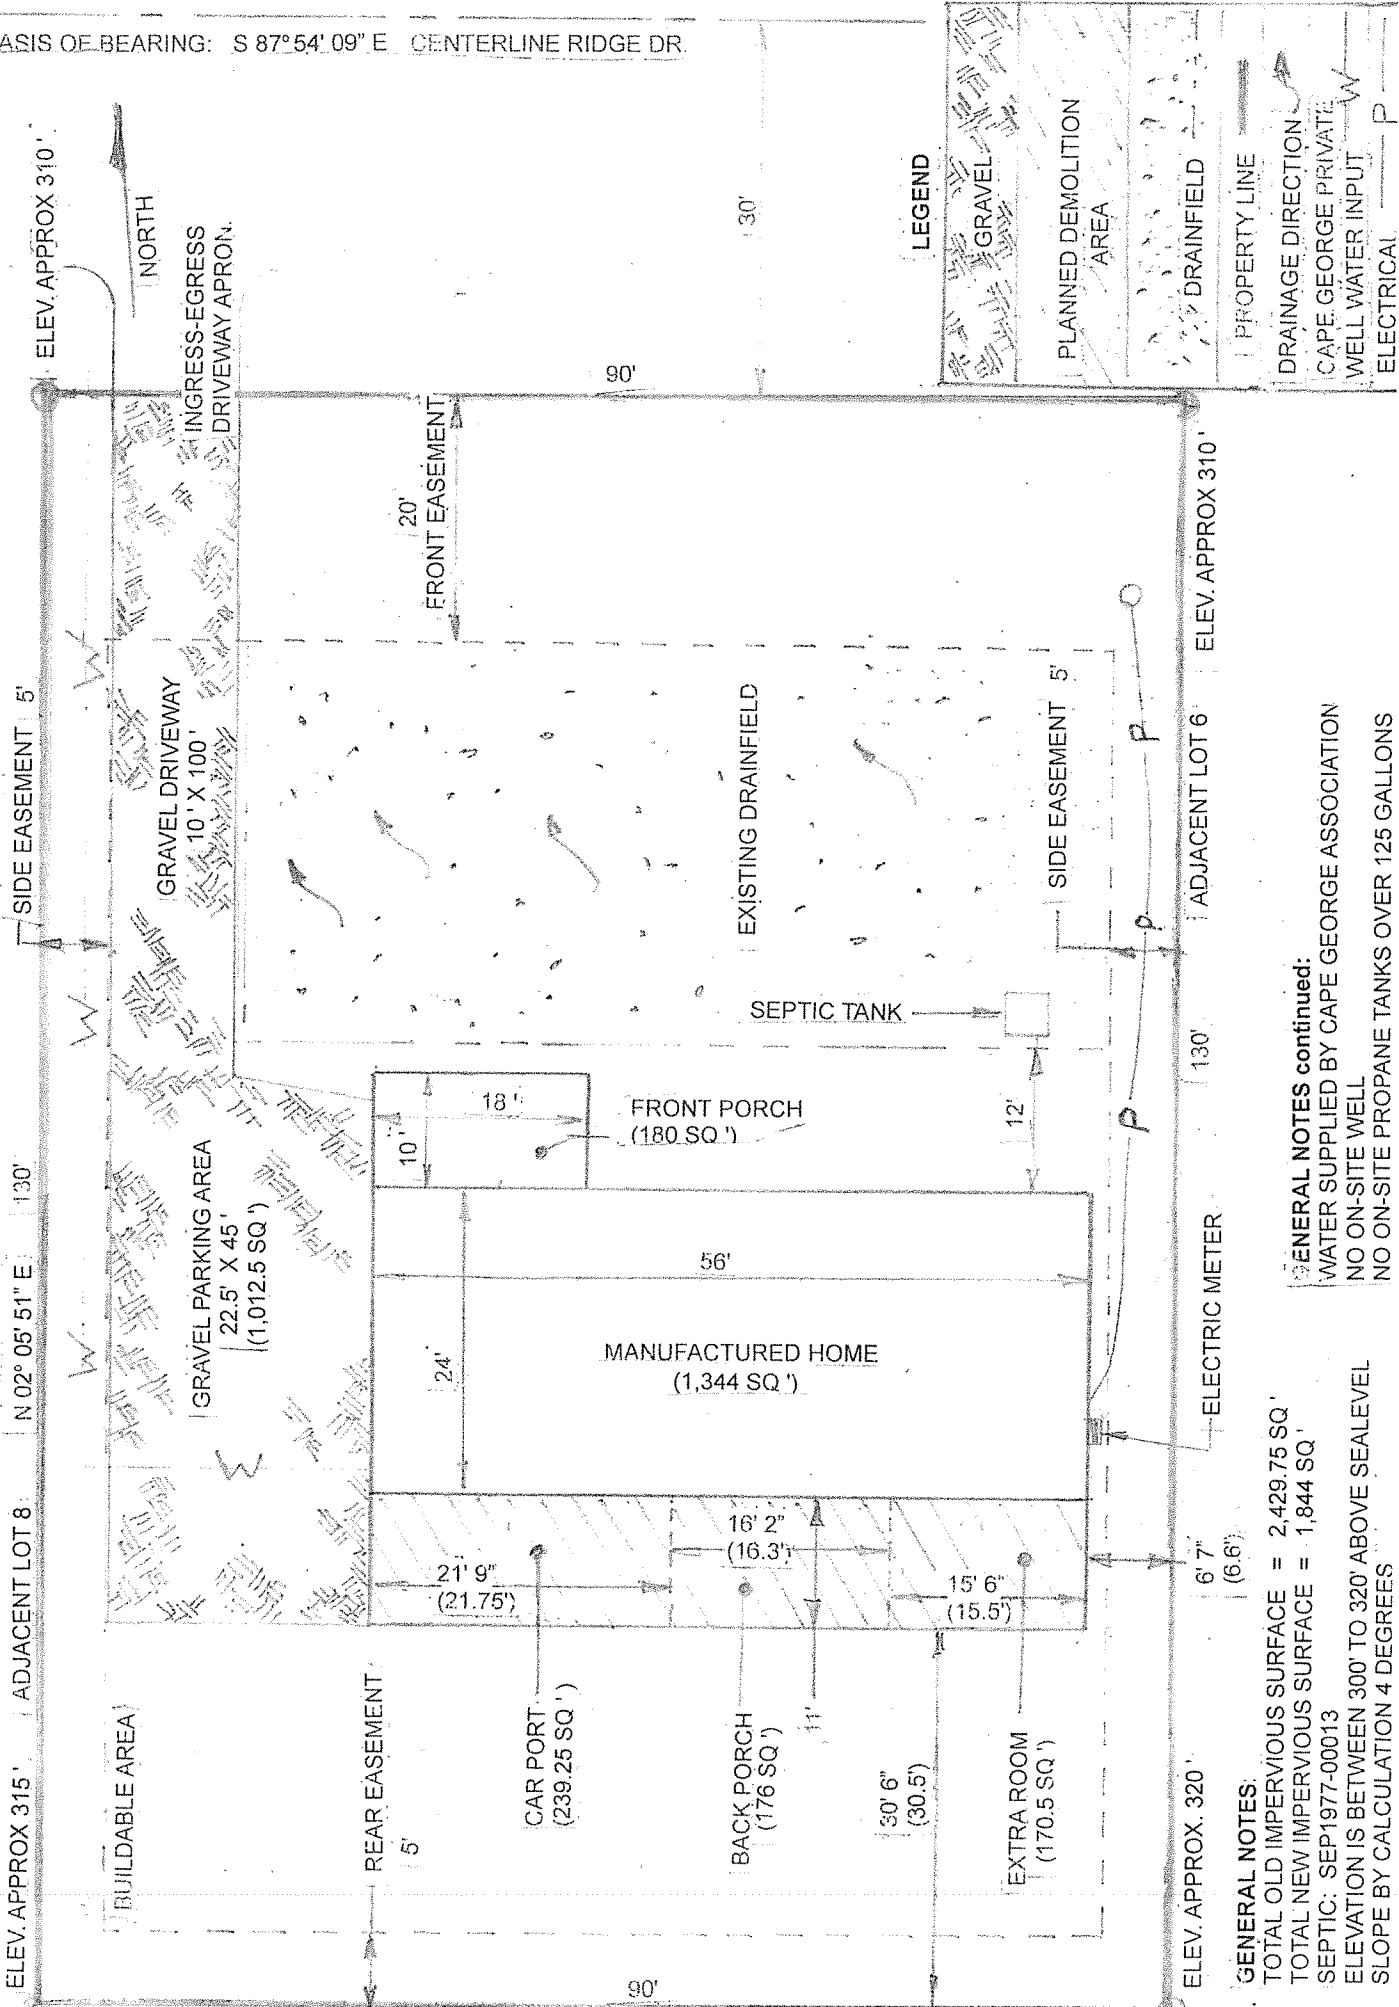 ASIS OF BEARING: S 87° 54' 09" E CENTERLINE RIDGE DR.
ELEV. APPROX 310 '
NORTH
INGRESS-EGRESS
DRIVEWAY APRON.
30'
90'
LEGEND
GRAVEL
PLANNED DEMOLITION
AREA
DRAINFIELD
PROPERTY LINE
DRAINAGE DIRECTION
CAPE GEORGE PRIVATE
WELL WATER INPUT
W
ELECTRICAL
P
SIDE EASEMENT 5'
W
GRAVEL DRIVEWAY
10 ' X 100 '
20'
FRONT EASEMENT
ELEV. APPROX 310 '
EXISTING DRAINFIELD
SIDE EASEMENT 5'
P
ADJACENT LOT 6
W
SEPTIC TANK
P
130'
N 02° 05' 51" E
130'
W
GRAVEL PARKING AREA
22.5' X 45 '
(1,012.5 SQ ')
18 '
10 '
FRONT PORCH
(180 SQ ')
12'
P
56'
24'
MANUFACTURED HOME
(1,344 SQ ')
ELECTRIC METER
W
ADJACENT LOT 8
21' 9"
(21.75')
16' 2"
(16.3')
15' 6"
(15.5')
6' 7"
(6.6')
ELEV. APPROX 315 '
BUILDABLE AREA
REAR EASEMENT
5'
CAR PORT
(239.25 SQ ')
BACK PORCH
(176 SQ ')
11'
30' 6"
(30.5')
EXTRA ROOM
(170.5 SQ ')
ELEV. APPROX. 320 '
90'
GENERAL NOTES:
TOTAL OLD IMPERVIOUS SURFACE = 2,429.75 SQ '
TOTAL NEW IMPERVIOUS SURFACE = 1,844 SQ '
SEPTIC: SEP1977-00013
ELEVATION IS BETWEEN 300' TO 320' ABOVE SEALEVEL
SLOPE BY CALCULATION 4 DEGREES
GENERAL NOTES continued:
WATER SUPPLIED BY CAPE GEORGE ASSOCIATION
NO ON-SITE WELL
NO ON-SITE PROPANE TANKS OVER 125 GALLONS